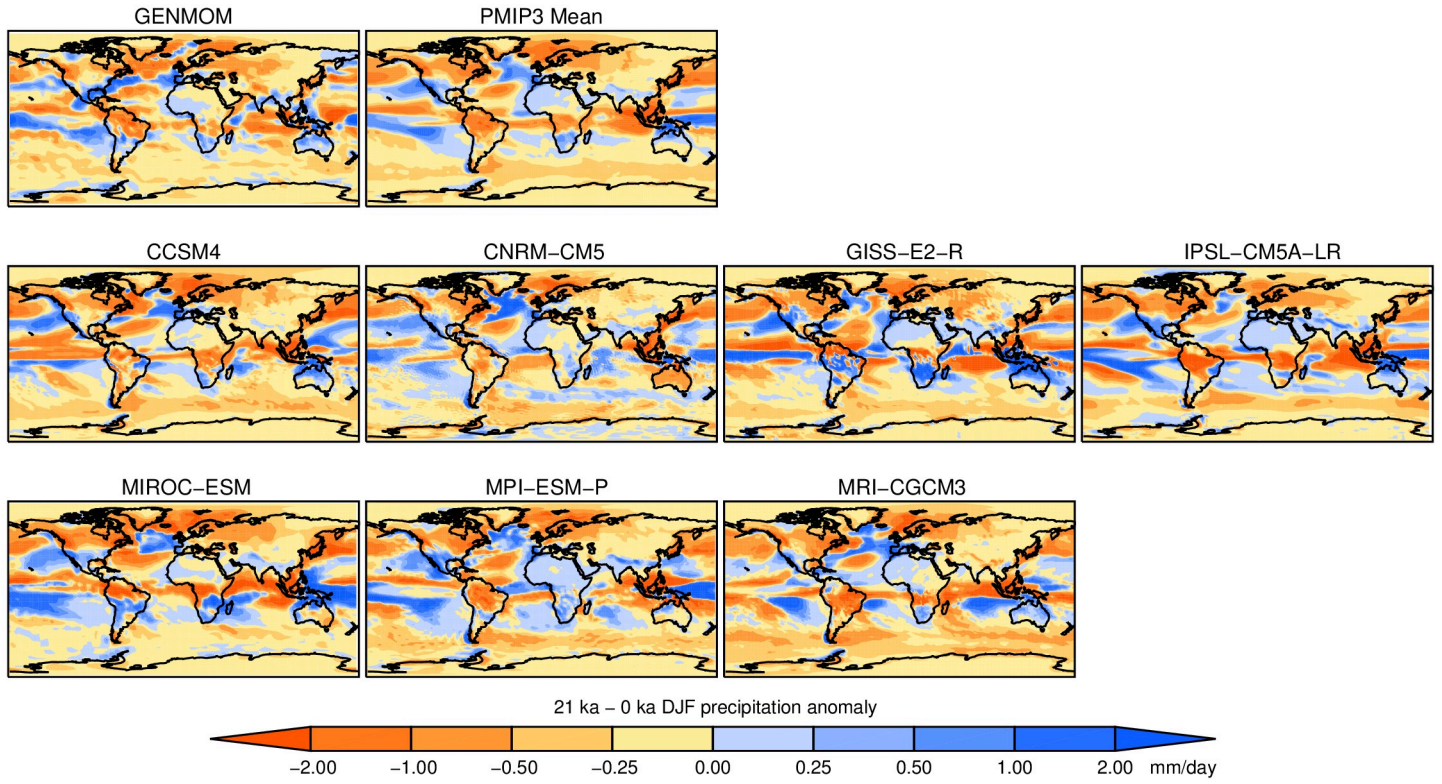 GENMOM PMIP3 Mean
CCSM4 CNRM−CM5 GISS−E2−R IPSL−CM5A−LR
MIROC−ESM MPI−ESM−P MRI−CGCM3
21 ka − 0 ka DJF precipitation anomaly
−2.00 −1.00 −0.50 −0.25 0.00 0.25 0.50 1.00 2.00 mm/day